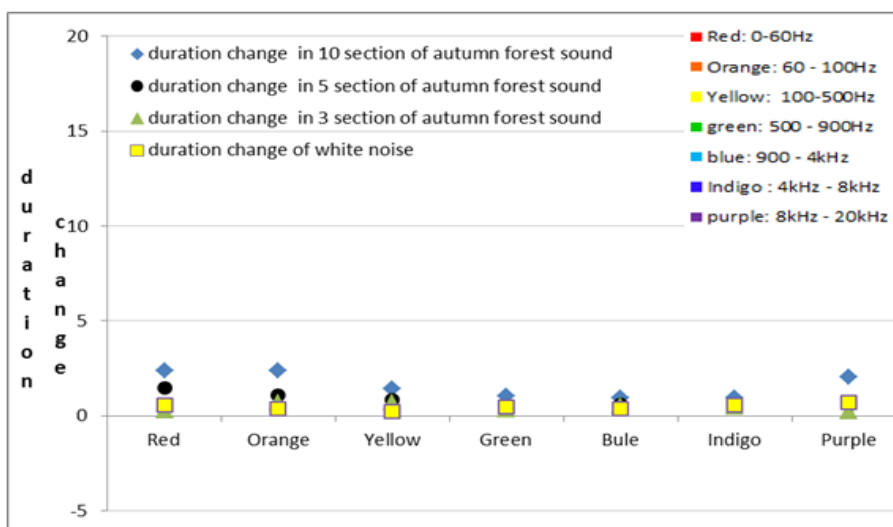 20
15
10
5
0
-5
duration
change
duration change in 10 section of autumn forest sound
duration change in 5 section of autumn forest sound
duration change in 3 section of autumn forest sound
duration change of white noise
Red: 0-60Hz
Orange: 60 - 100Hz
Yellow: 100-500Hz
green: 500 - 900Hz
blue: 900 - 4kHz
Indigo : 4kHz - 8kHz
purple: 8kHz - 20kHz
Red Orange Yellow Green Bule Indigo Purple